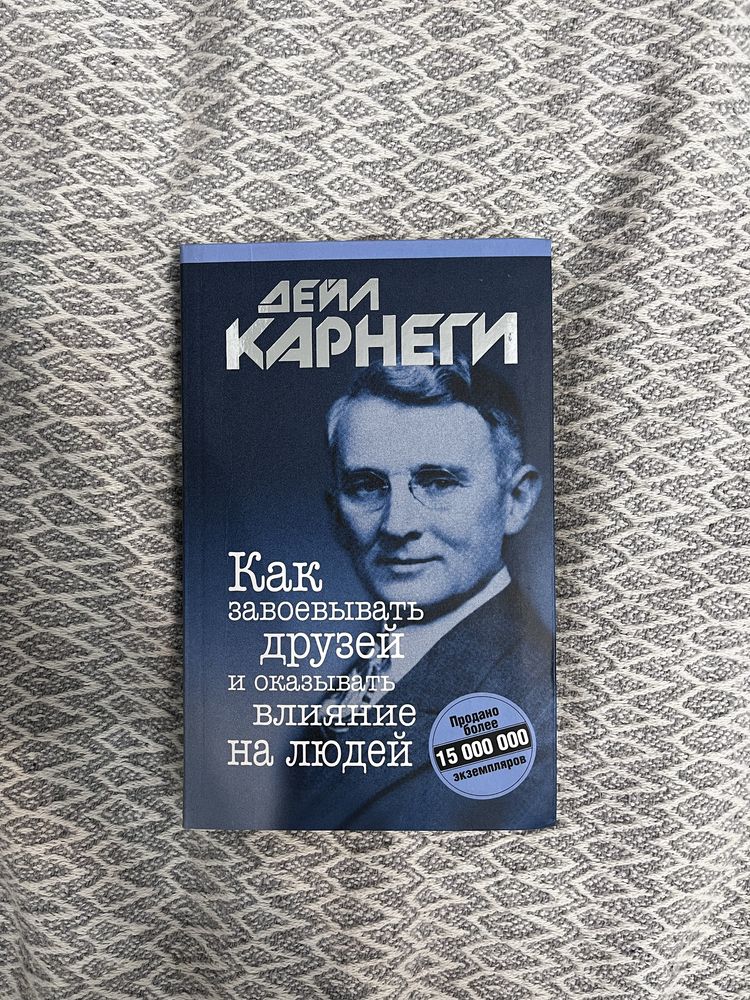 ДЕЙЛ
КАРНЕГИ
Как
завоевывать
друзей
и оказывать
влияние
на людей
Продано
более
15 000 000
экземпляров